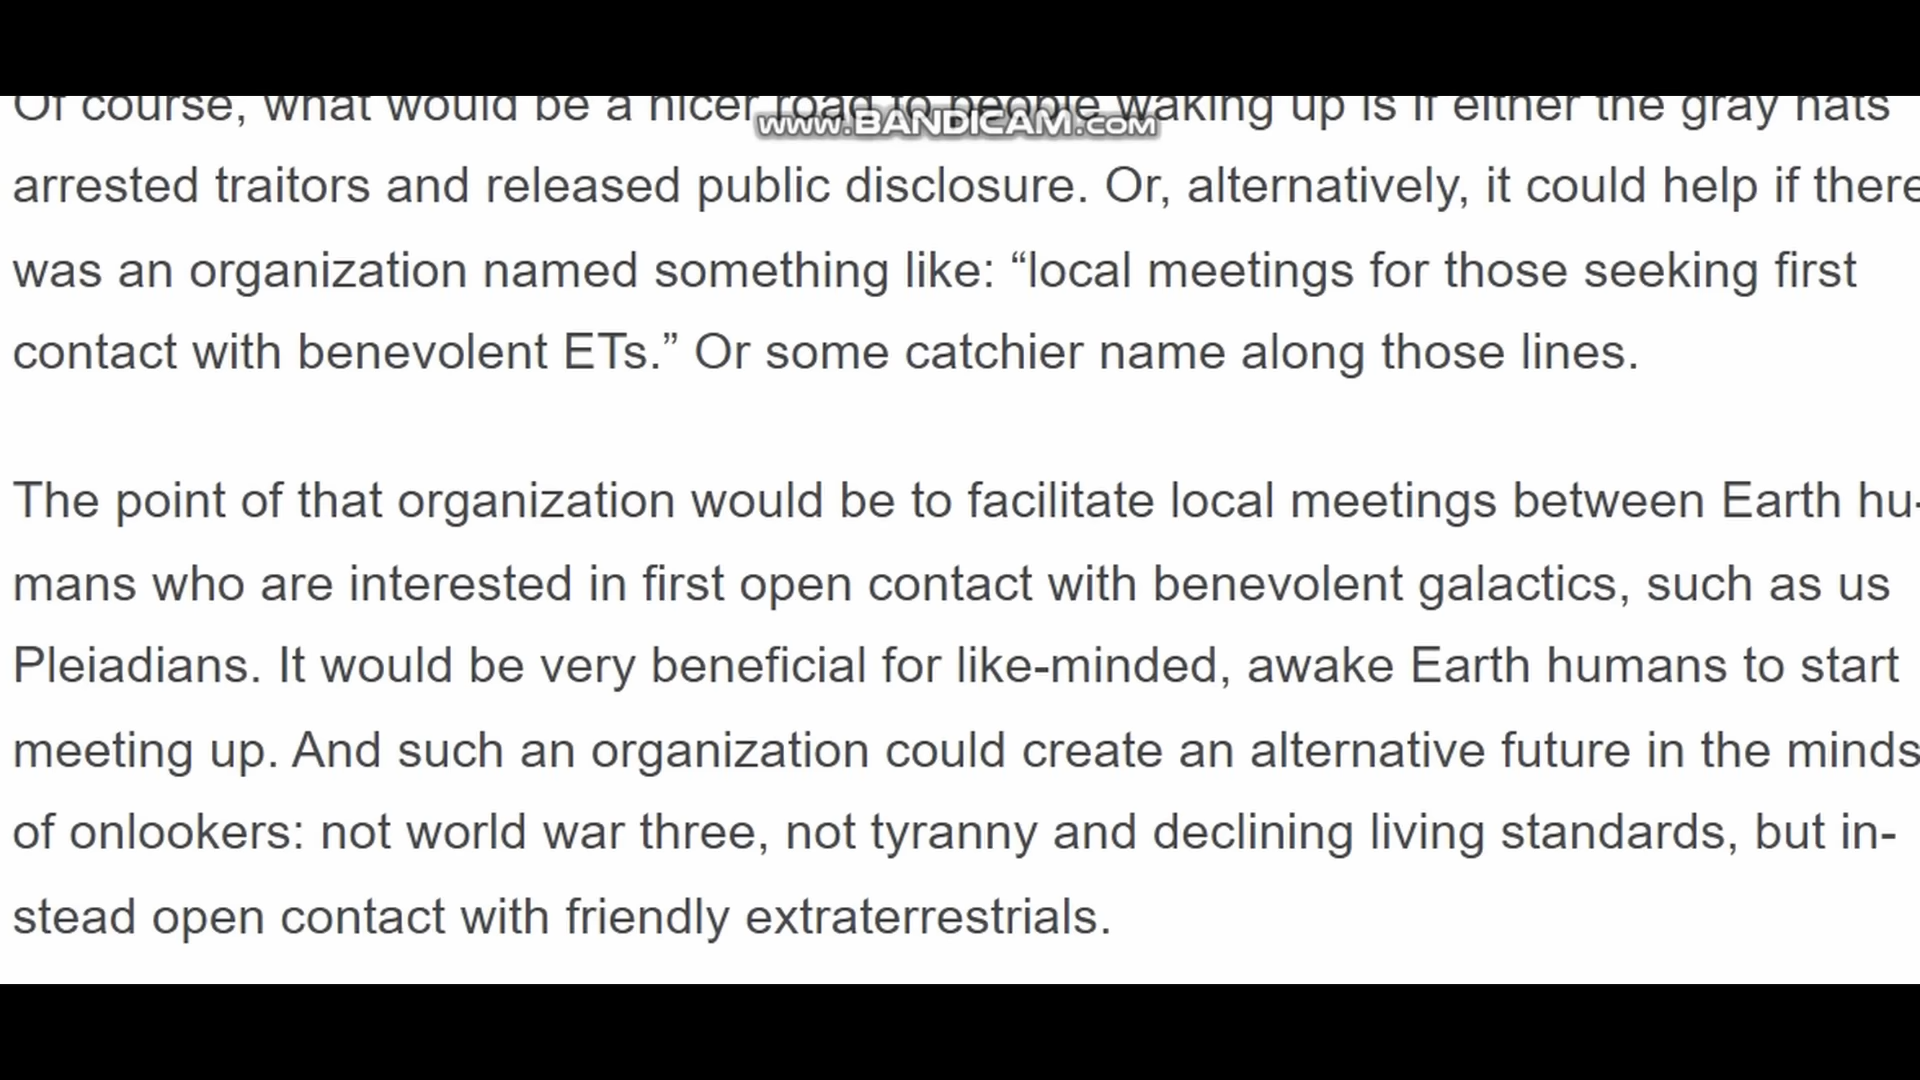 Of course, what would be a nicer road to people waking up is if either the gray hats
www.BANDICAM.com
arrested traitors and released public disclosure. Or, alternatively, it could help if there
was an organization named something like: “local meetings for those seeking first
contact with benevolent ETs.” Or some catchier name along those lines.
The point of that organization would be to facilitate local meetings between Earth hu-
mans who are interested in first open contact with benevolent galactics, such as us
Pleiadians. It would be very beneficial for like-minded, awake Earth humans to start
meeting up. And such an organization could create an alternative future in the minds
of onlookers: not world war three, not tyranny and declining living standards, but in-
stead open contact with friendly extraterrestrials.